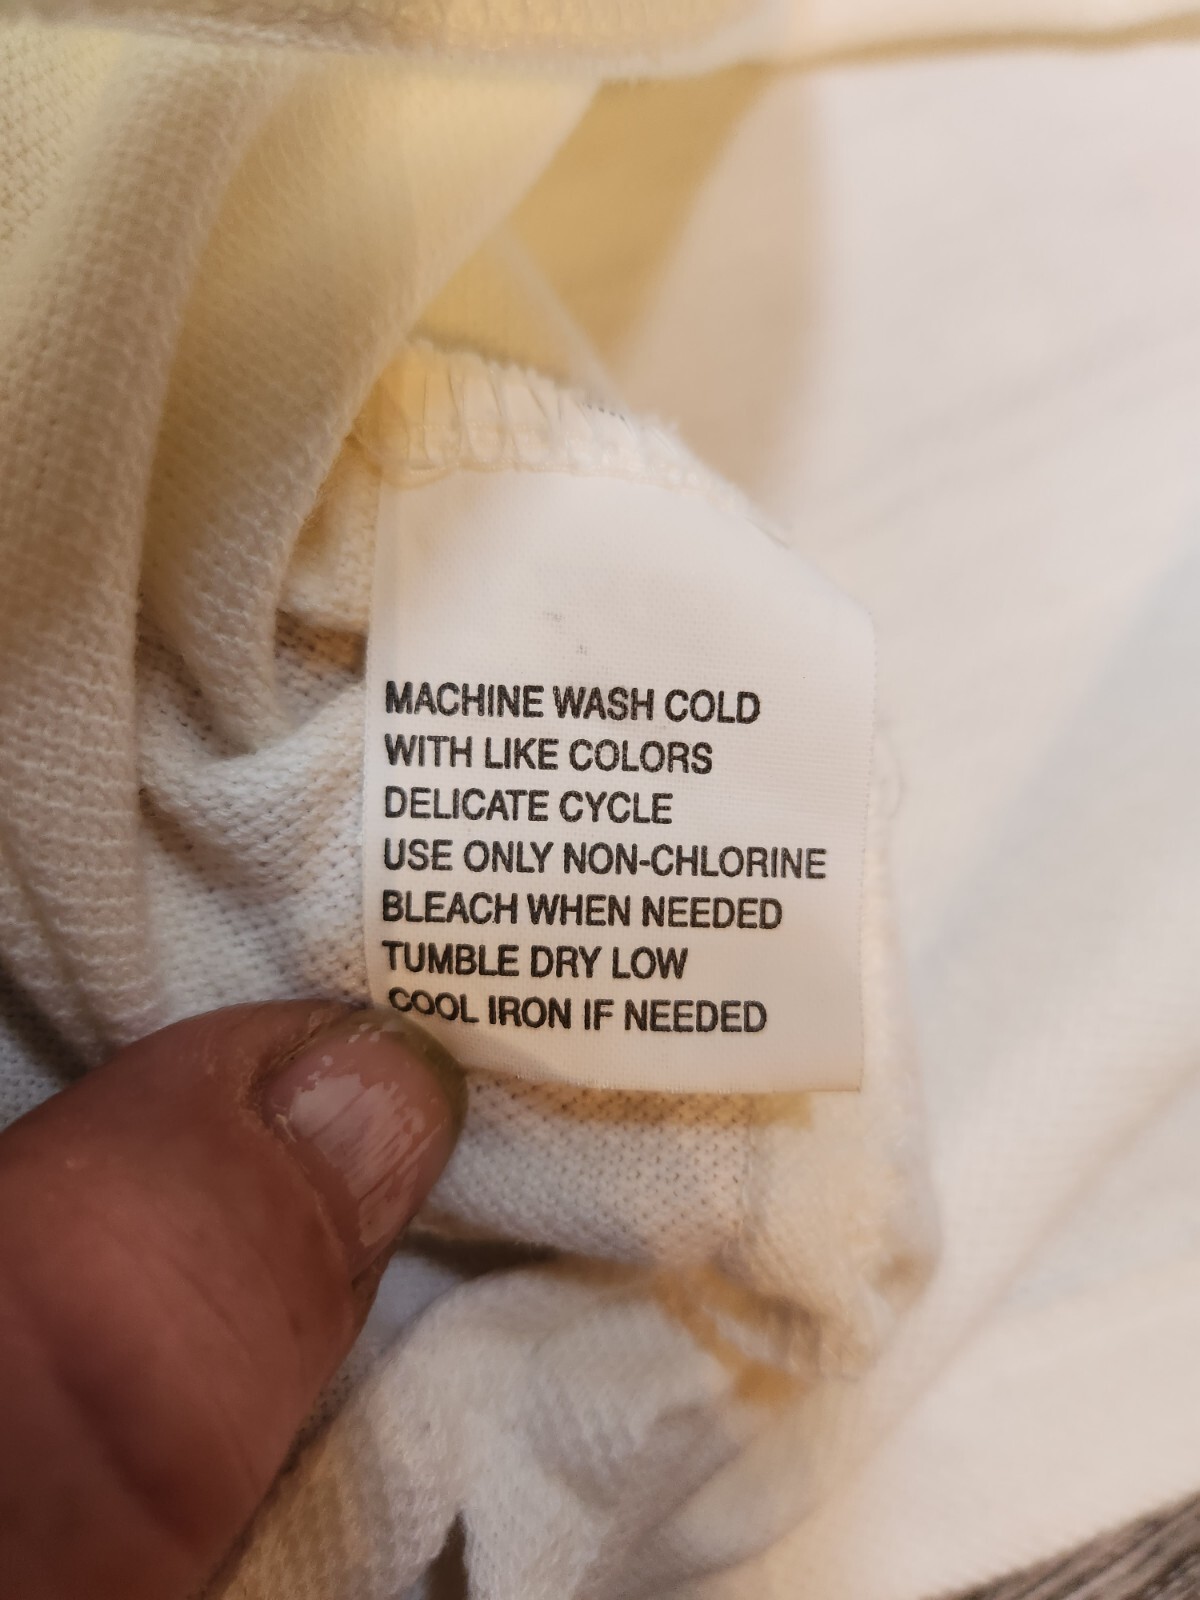 MACHINE WASH COLD
WITH LIKE COLORS
DELICATE CYCLE
USE ONLY NON-CHLORINE
BLEACH WHEN NEEDED
TUMBLE DRY LOW
COOL IRON IF NEEDED